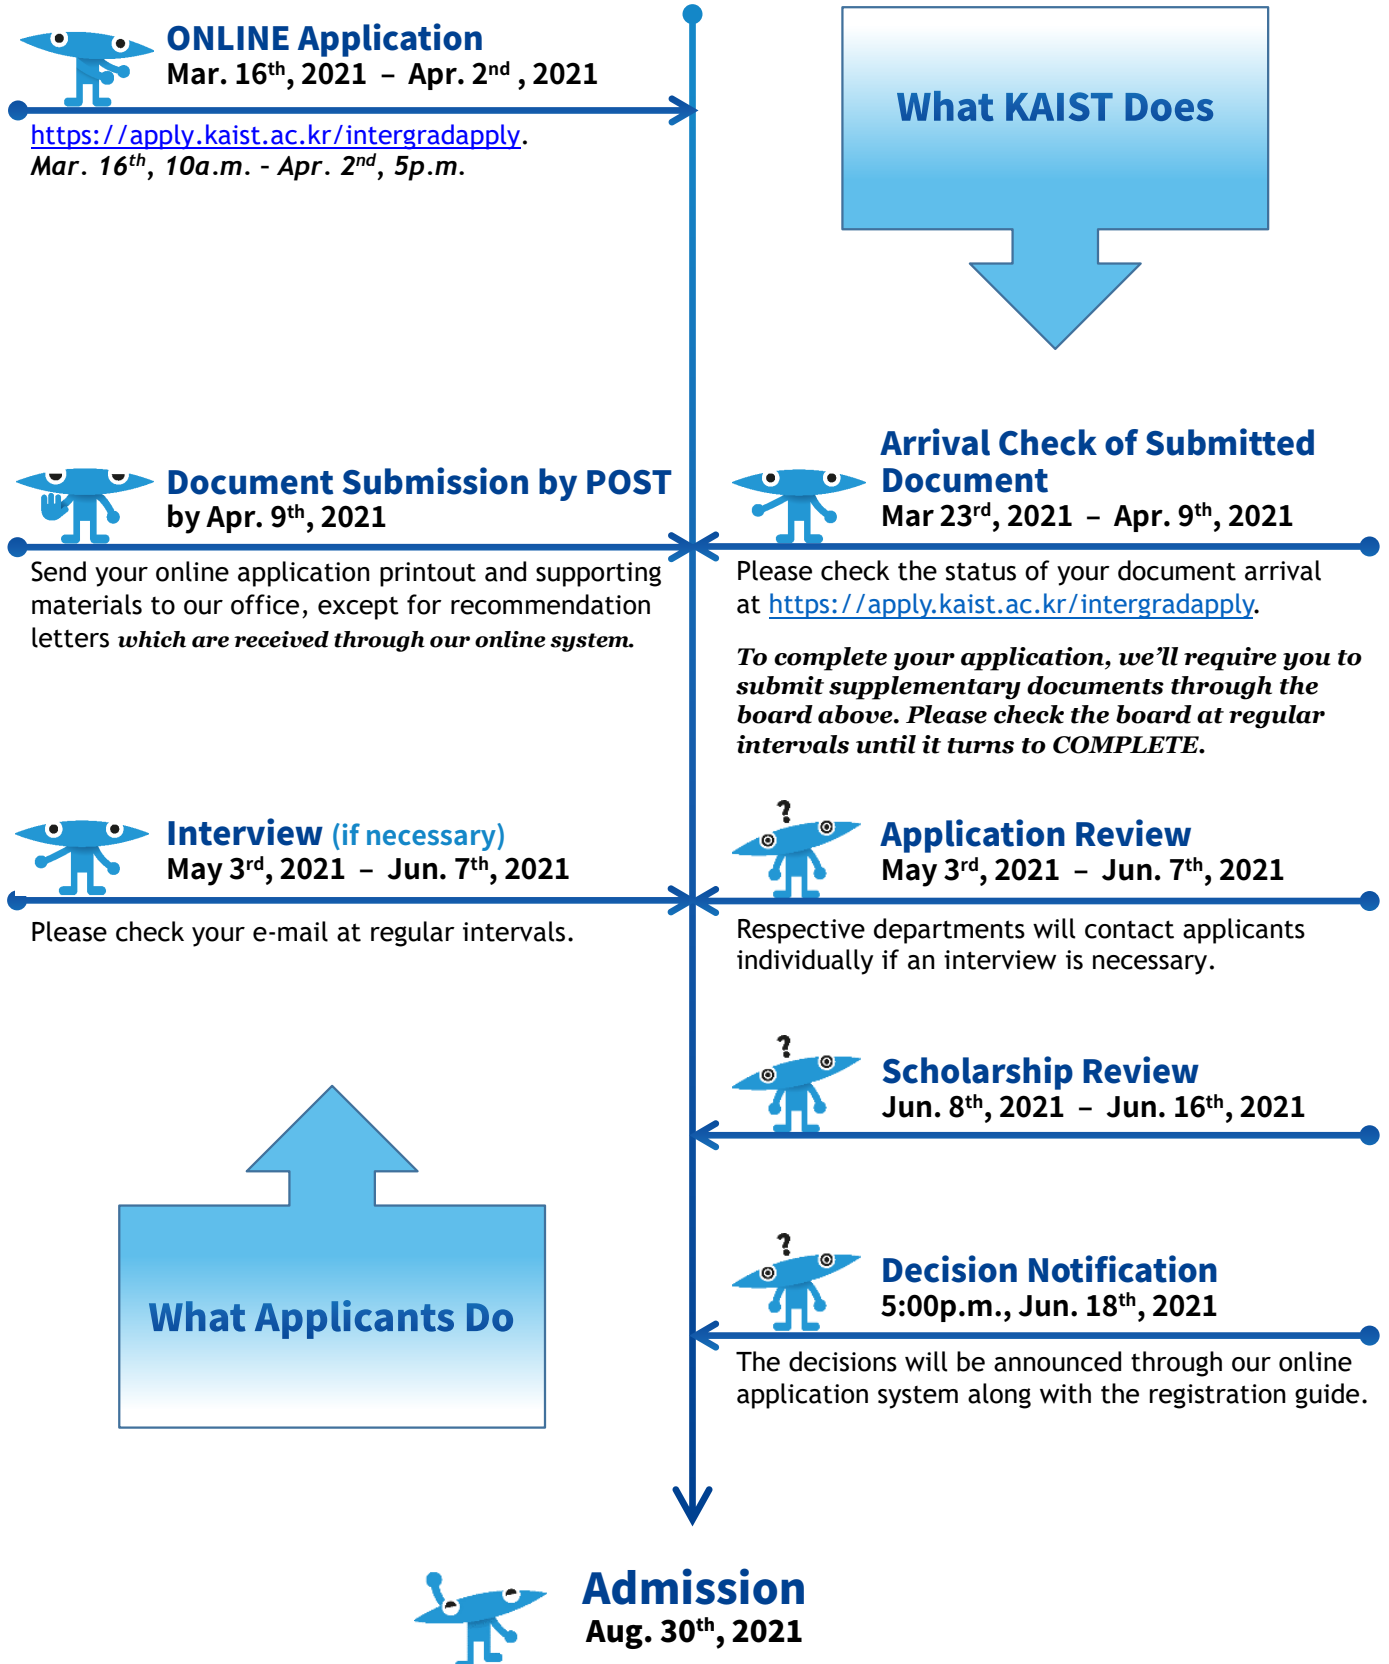 ONLINE Application
Mar. 16th, 2021 – Apr. 2nd , 2021
https://apply.kaist.ac.kr/intergradapply.
Mar. 16th, 10a.m. – Apr. 2nd, 5p.m.
What KAIST Does
Document Submission by POST
by Apr. 9th, 2021
Send your online application printout and supporting
materials to our office, except for recommendation
letters which are received through our online system.
Arrival Check of Submitted
Document
Mar 23rd, 2021 – Apr. 9th, 2021
Please check the status of your document arrival
at https://apply.kaist.ac.kr/intergradapply.
To complete your application, we’ll require you to
submit supplementary documents through the
board above. Please check the board at regular
intervals until it turns to COMPLETE.
Interview (if necessary)
May 3rd, 2021 – Jun. 7th, 2021
Please check your e-mail at regular intervals.
?
Application Review
May 3rd, 2021 – Jun. 7th, 2021
Respective departments will contact applicants
individually if an interview is necessary.
?
Scholarship Review
Jun. 8th, 2021 – Jun. 16th, 2021
What Applicants Do
?
Decision Notification
5:00p.m., Jun. 18th, 2021
The decisions will be announced through our online
application system along with the registration guide.
Admission
Aug. 30th, 2021